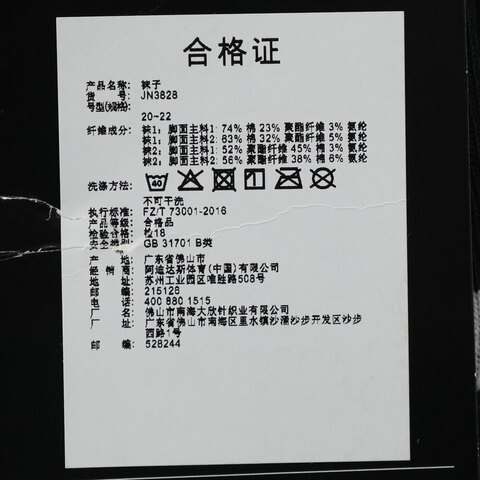 合格证
产品名称: 袜子
货 号: JN3828
号型(规格):
20~22
纤维成分: 袜1: 脚面主料1: 74% 棉 23% 聚酯纤维 3% 氨纶
袜1: 脚面主料2: 63% 棉 32% 聚酯纤维 5% 氨纶
袜2: 脚面主料1: 52% 聚酯纤维 45% 棉 3% 氨纶
袜2: 脚面主料2: 56% 聚酯纤维 38% 棉 6% 氨纶
洗涤方法: 40
不可干洗
执行标准: FZ/T 73001-2016
产品等级: 合格品
检验合格: 检18
安全类别: GB 31701 B类
产 地: 广东省佛山市
经 销 商: 阿迪达斯体育(中国)有限公司
地址: 苏州工业园区唯胜路508号
邮编: 215126
电话: 400 880 1515
厂 名: 佛山市南海大欣针织业有限公司
厂 址: 广东省佛山市南海区里水镇沙涌沙步开发区沙步
西路1号
邮 编: 528244